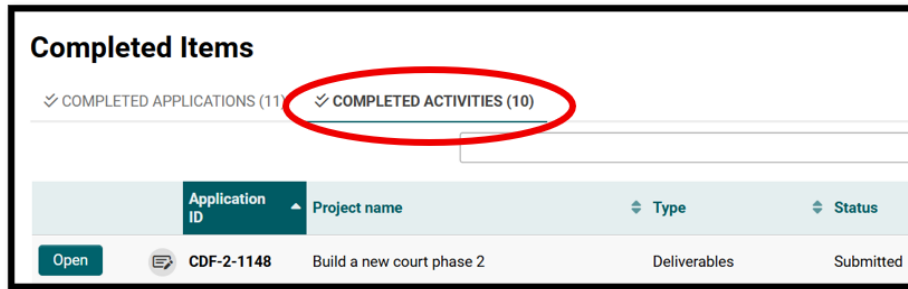 Completed Items
COMPLETED APPLICATIONS (11) COMPLETED ACTIVITIES (10)
Application ID Project name Type Status
Open CDF-2-1148 Build a new court phase 2 Deliverables Submitted